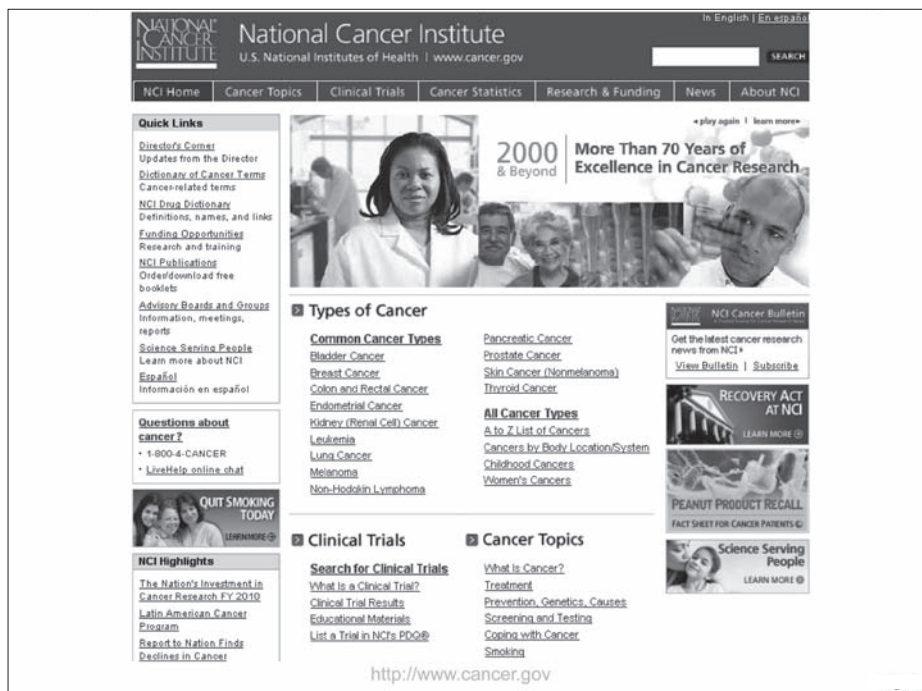 NATIONAL
CANCER
INSTITUTE
National Cancer Institute
U.S. National Institutes of Health | www.cancer.gov
In English | En español
SEARCH
NCI Home
Cancer Topics
Clinical Trials
Cancer Statistics
Research & Funding
News
About NCI
Quick Links
Director's Corner
Updates from the Director
Dictionary of Cancer Terms
Cancer-related terms
NCI Drug Dictionary
Definitions, names, and links
Funding Opportunities
Research and training
NCI Publications
Order/download free
booklets
Advisory Boards and Groups
Information, meetings,
reports
Science Serving People
Learn more about NCI
Español
Información en español
Questions about
cancer?
• 1-800-4-CANCER
• LiveHelp online chat
QUIT SMOKING
TODAY
LEARN MORE
NCI Highlights
The Nation's Investment in
Cancer Research FY 2010
Latin American Cancer
Program
Report to Nation Finds
Declines in Cancer
play again | learn more
2000
& Beyond
More Than 70 Years of
Excellence in Cancer Research
Types of Cancer
Common Cancer Types
Bladder Cancer
Breast Cancer
Colon and Rectal Cancer
Endometrial Cancer
Kidney (Renal Cell) Cancer
Leukemia
Lung Cancer
Melanoma
Non-Hodgkin Lymphoma
Pancreatic Cancer
Prostate Cancer
Skin Cancer (Nonmelanoma)
Thyroid Cancer
All Cancer Types
A to Z List of Cancers
Cancers by Body Location/System
Childhood Cancers
Women's Cancers
Clinical Trials
Search for Clinical Trials
What Is a Clinical Trial?
Clinical Trial Results
Educational Materials
List a Trial in NCI's PDQ®
Cancer Topics
What Is Cancer?
Treatment
Prevention, Genetics, Causes
Screening and Testing
Coping with Cancer
Smoking
NCI Cancer Bulletin
Get the latest cancer research
news from NCI
View Bulletin | Subscribe
RECOVERY ACT
AT NCI
LEARN MORE
PEANUT PRODUCT RECALL
FACT SHEET FOR CANCER PATIENTS
Science Serving
People
LEARN MORE
http://www.cancer.gov